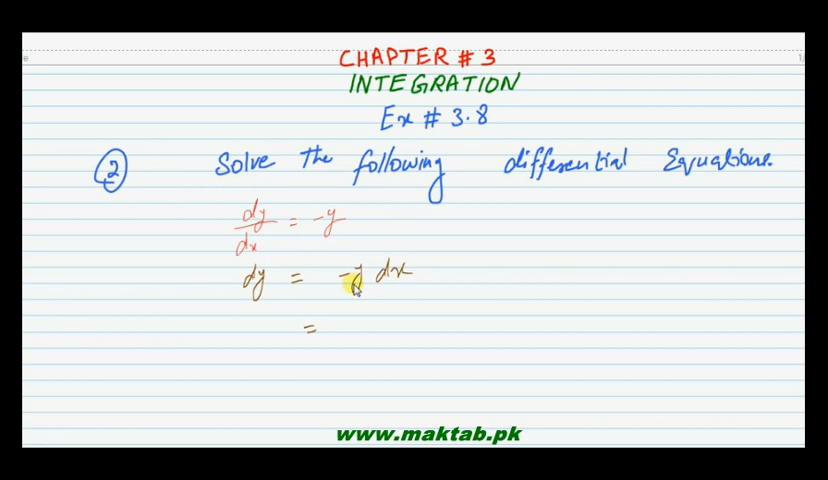 CHAPTER # 3
INTEGRATION
Ex # 3.8
2 Solve the following differential Equations.
dy/dx = -y
dy = -y dx
=
www.maktab.pk